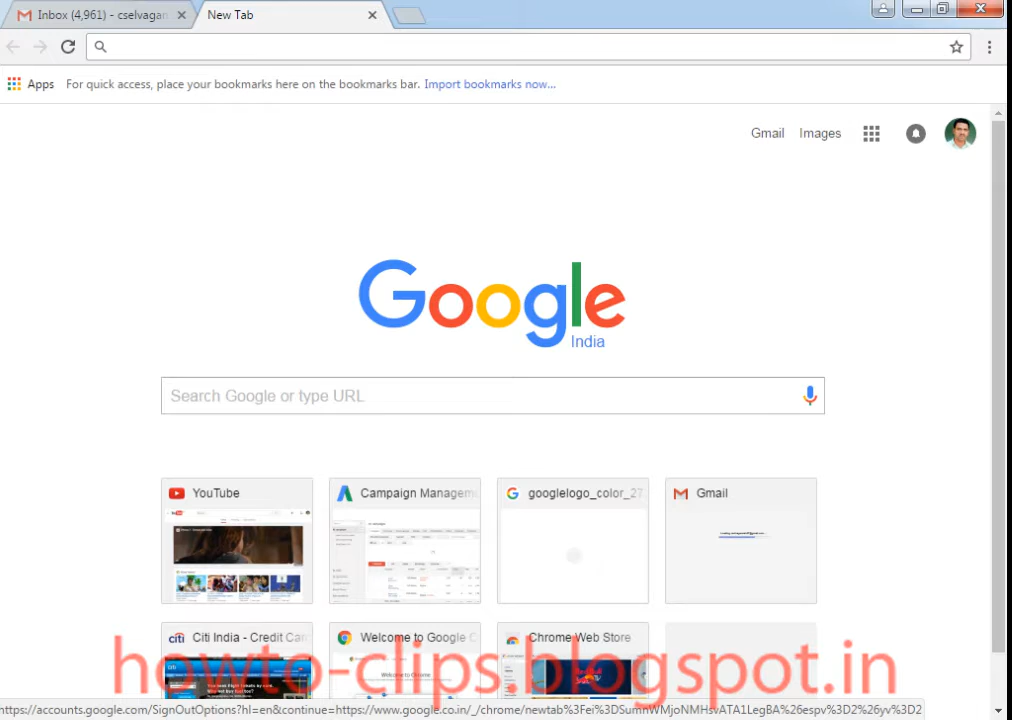 Inbox (4,961) - cselvagan
New Tab
Apps For quick access, place your bookmarks here on the bookmarks bar. Import bookmarks now...
Gmail Images
Google
India
Search Google or type URL
YouTube
Campaign Managem
googlelogo_color_27
Gmail
Citi India - Credit Car
Welcome to Google C
Chrome Web Store
howto-clips.blogspot.in
https://accounts.google.com/SignOutOptions?hl=en&continue=https://www.google.co.in/_/chrome/newtab%3Fei%3DSumnWMjoNMHsvATA1LegBA%26espv%3D2%26yv%3D2